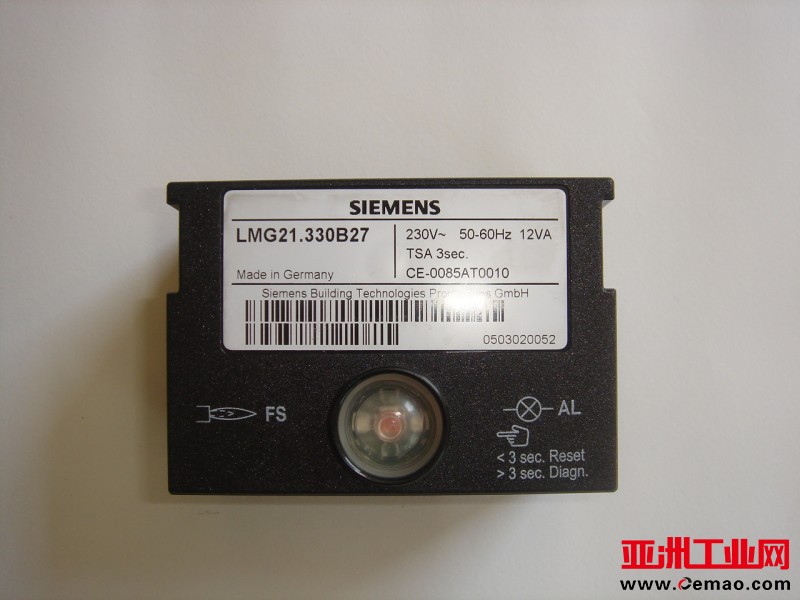 SIEMENS
LMG21.330B27
230V~ 50-60Hz 12VA
TSA 3sec.
Made in Germany
CE-0085AT0010
Siemens Building Technologies GmbH
0503020052
FS
AL
< 3 sec. Reset
> 3 sec. Diagn.
亚洲工业网
www.Cemao.com